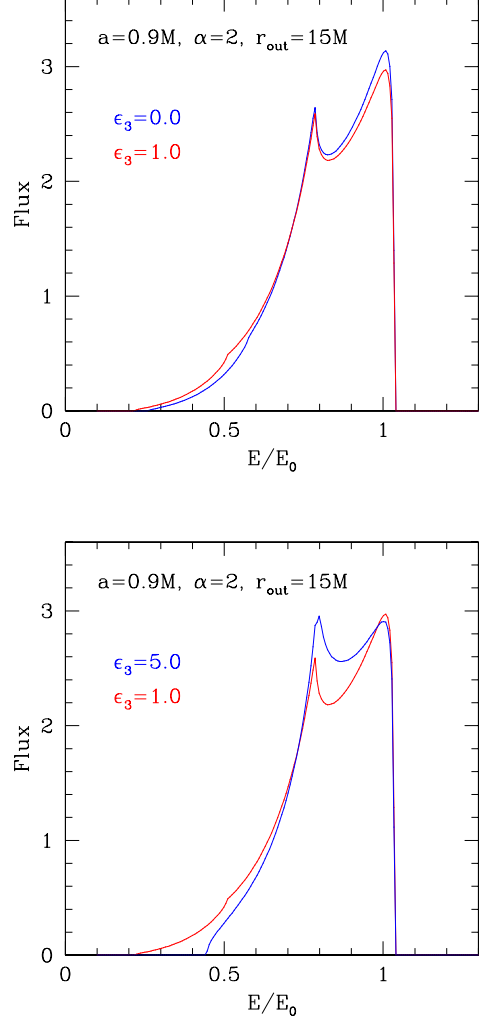 a=0.9M, α=2, r_out=15M
3
ϵ₃=0.0
ϵ₃=1.0
Flux
2
1
0
0 0.5 1
E/E₀
a=0.9M, α=2, r_out=15M
3
ϵ₃=5.0
ϵ₃=1.0
Flux
2
1
0
0 0.5 1
E/E₀